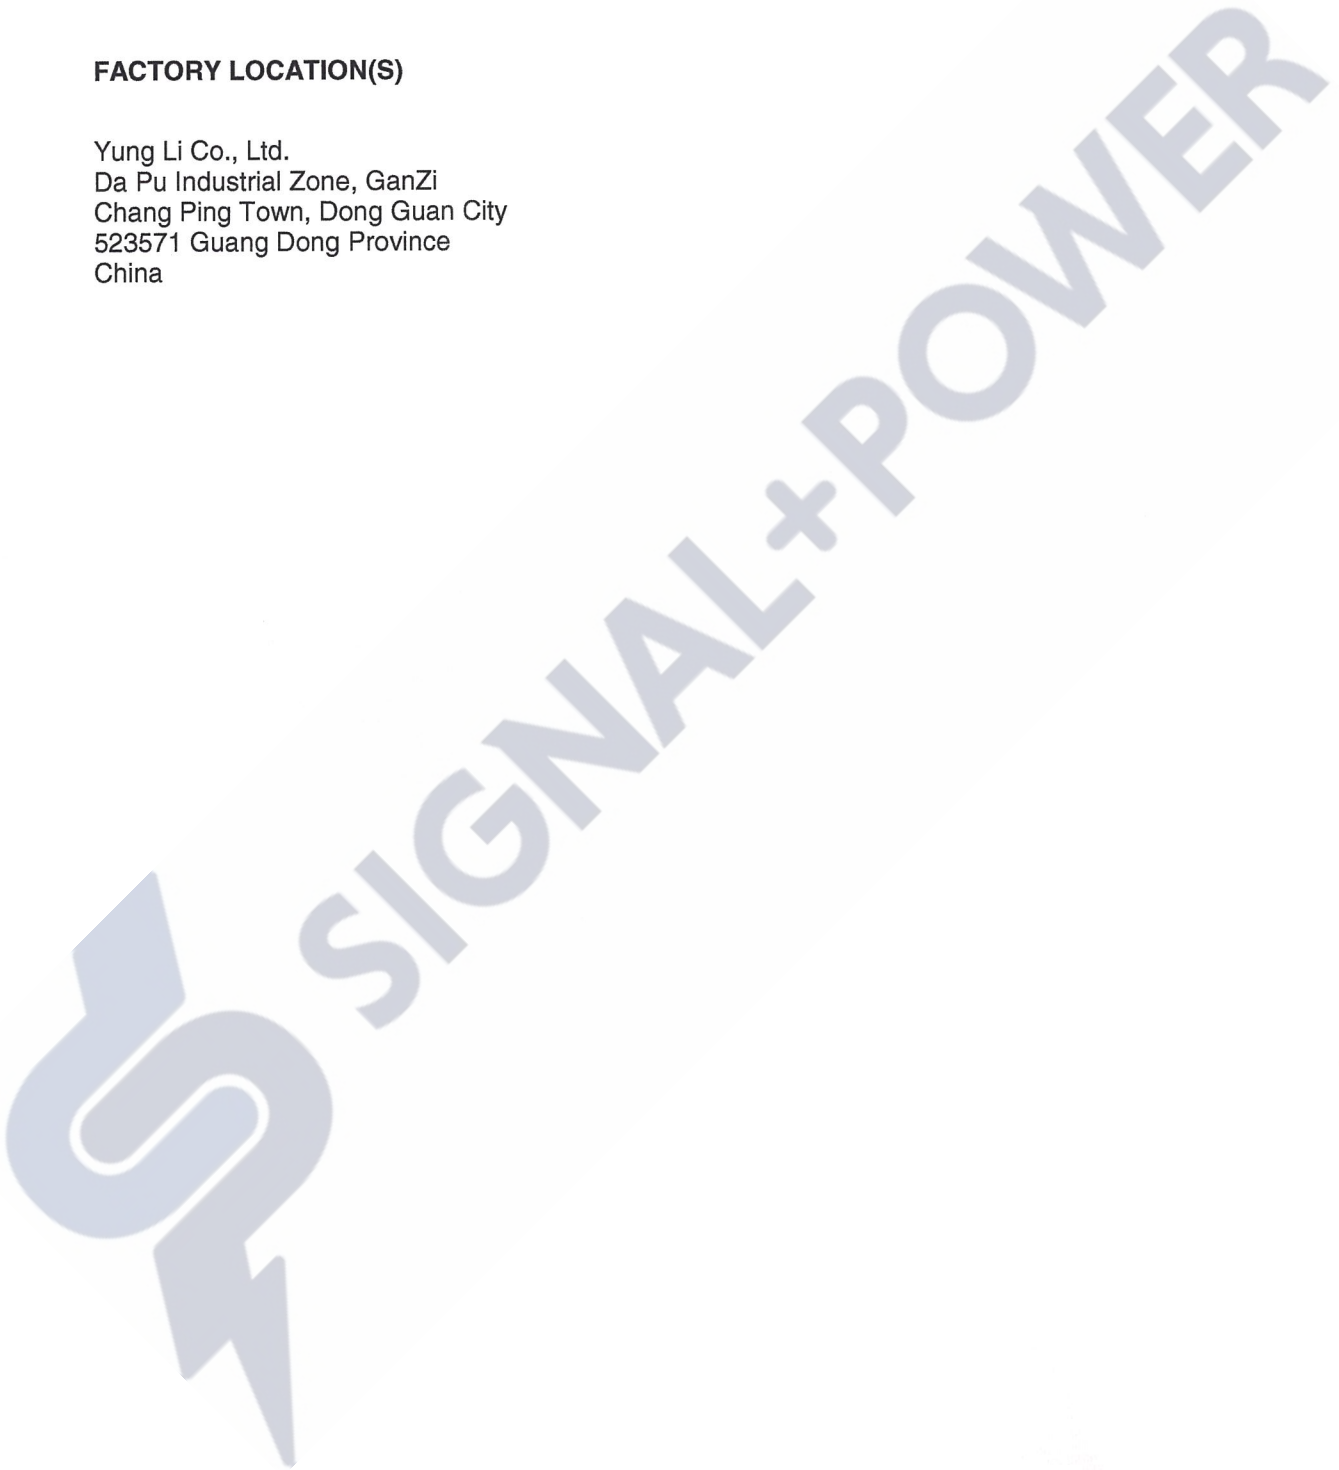 FACTORY LOCATION(S)
Yung Li Co., Ltd.
Da Pu Industrial Zone, GanZi
Chang Ping Town, Dong Guan City
523571 Guang Dong Province
China
SIGNAL+POWER